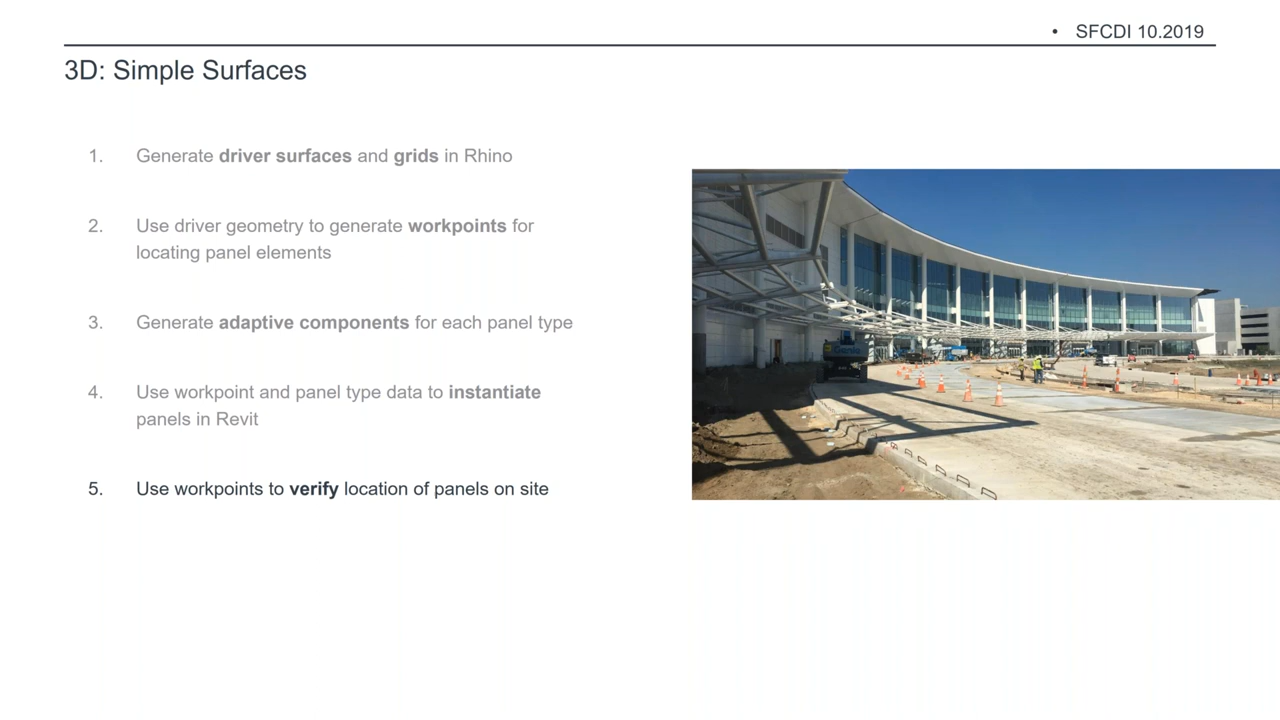 • SFCDI 10.2019
3D: Simple Surfaces
1. Generate driver surfaces and grids in Rhino
2. Use driver geometry to generate workpoints for
locating panel elements
3. Generate adaptive components for each panel type
4. Use workpoint and panel type data to instantiate
panels in Revit
5. Use workpoints to verify location of panels on site
Genie